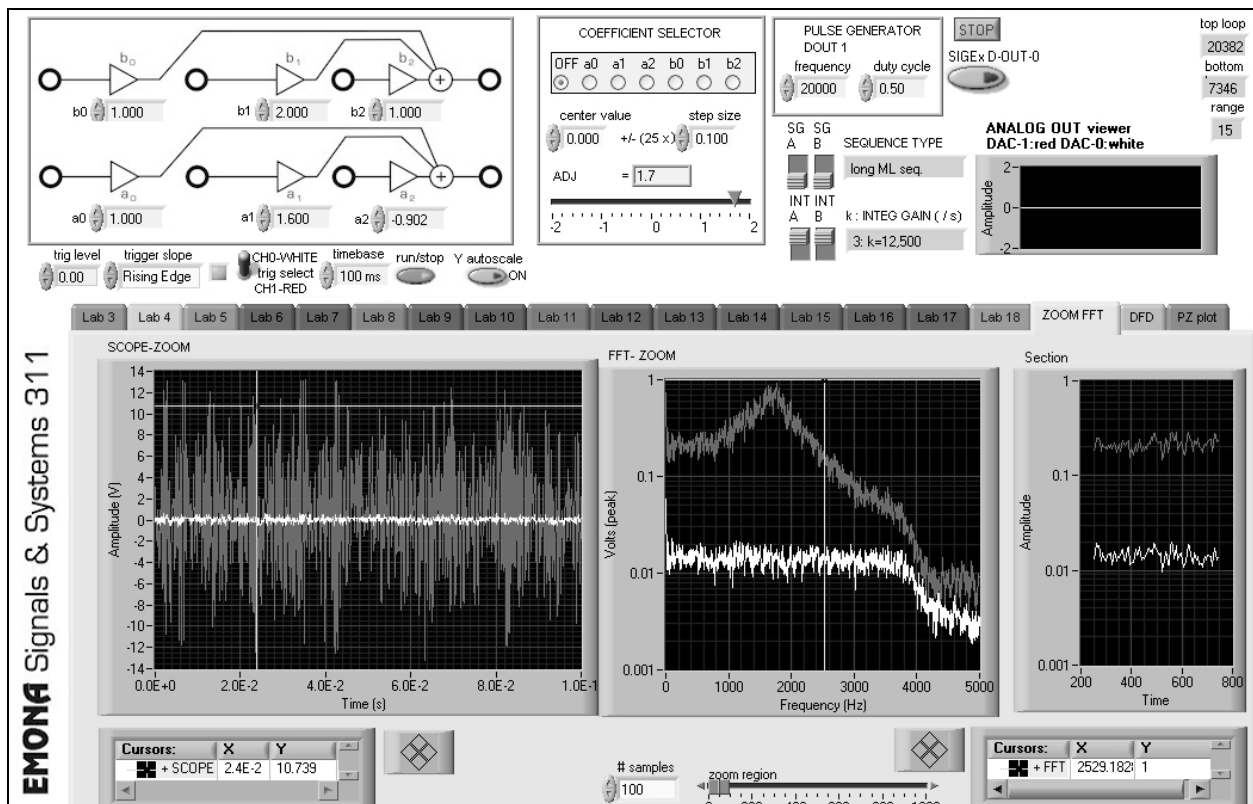 b0
b1
b2
b0 1.000
b1 2.000
b2 1.000
a0
a1
a2
a0 1.000
a1 1.600
a2 -0.902
COEFFICIENT SELECTOR
OFF a0 a1 a2 b0 b1 b2
center value
step size
0.000 +/- (25 x) 0.100
ADJ = 1.7
-2 -1 0 1 2
PULSE GENERATOR
DOUT 1
frequency duty cycle
20000 0.50
STOP
SIGEx D-OUT-0
top loop
20382
bottom
7346
range
15
SG SG
A B
SEQUENCE TYPE
long ML seq.
INT INT
A B
k : INTEG GAIN ( / s)
3: k=12,500
ANALOG OUT viewer
DAC-1:red DAC-0:white
Amplitude
2-
0-
-2-
trig level
0.00
trigger slope
Rising Edge
CH0-WHITE
trig select
CH1-RED
timebase
100 ms
run/stop
Y autoscale
ON
Lab 3 Lab 4 Lab 5 Lab 6 Lab 7 Lab 8 Lab 9 Lab 10 Lab 11 Lab 12 Lab 13 Lab 14 Lab 15 Lab 16 Lab 17 Lab 18 ZOOM FFT DFD PZ plot
EMONA Signals & Systems 311
SCOPE-ZOOM
Amplitude (V)
14-
12-
10-
8-
6-
4-
2-
0-
-2-
-4-
-6-
-8-
-10-
-12-
-14-
0.0E+0 2.0E-2 4.0E-2 6.0E-2 8.0E-2 1.0E-1
Time (s)
FFT- ZOOM
Volts (peak)
1-
0.1-
0.01-
0.001-
0 1000 2000 3000 4000 5000
Frequency (Hz)
Section
Amplitude
1-
0.1-
0.01-
0.001-
200 400 600 800
Time
Cursors: X Y
+ SCOPE 2.4E-2 10.739
# samples
100
zoom region
0 200 400 600 800 1000
Cursors: X Y
+ FFT 2529.182 1